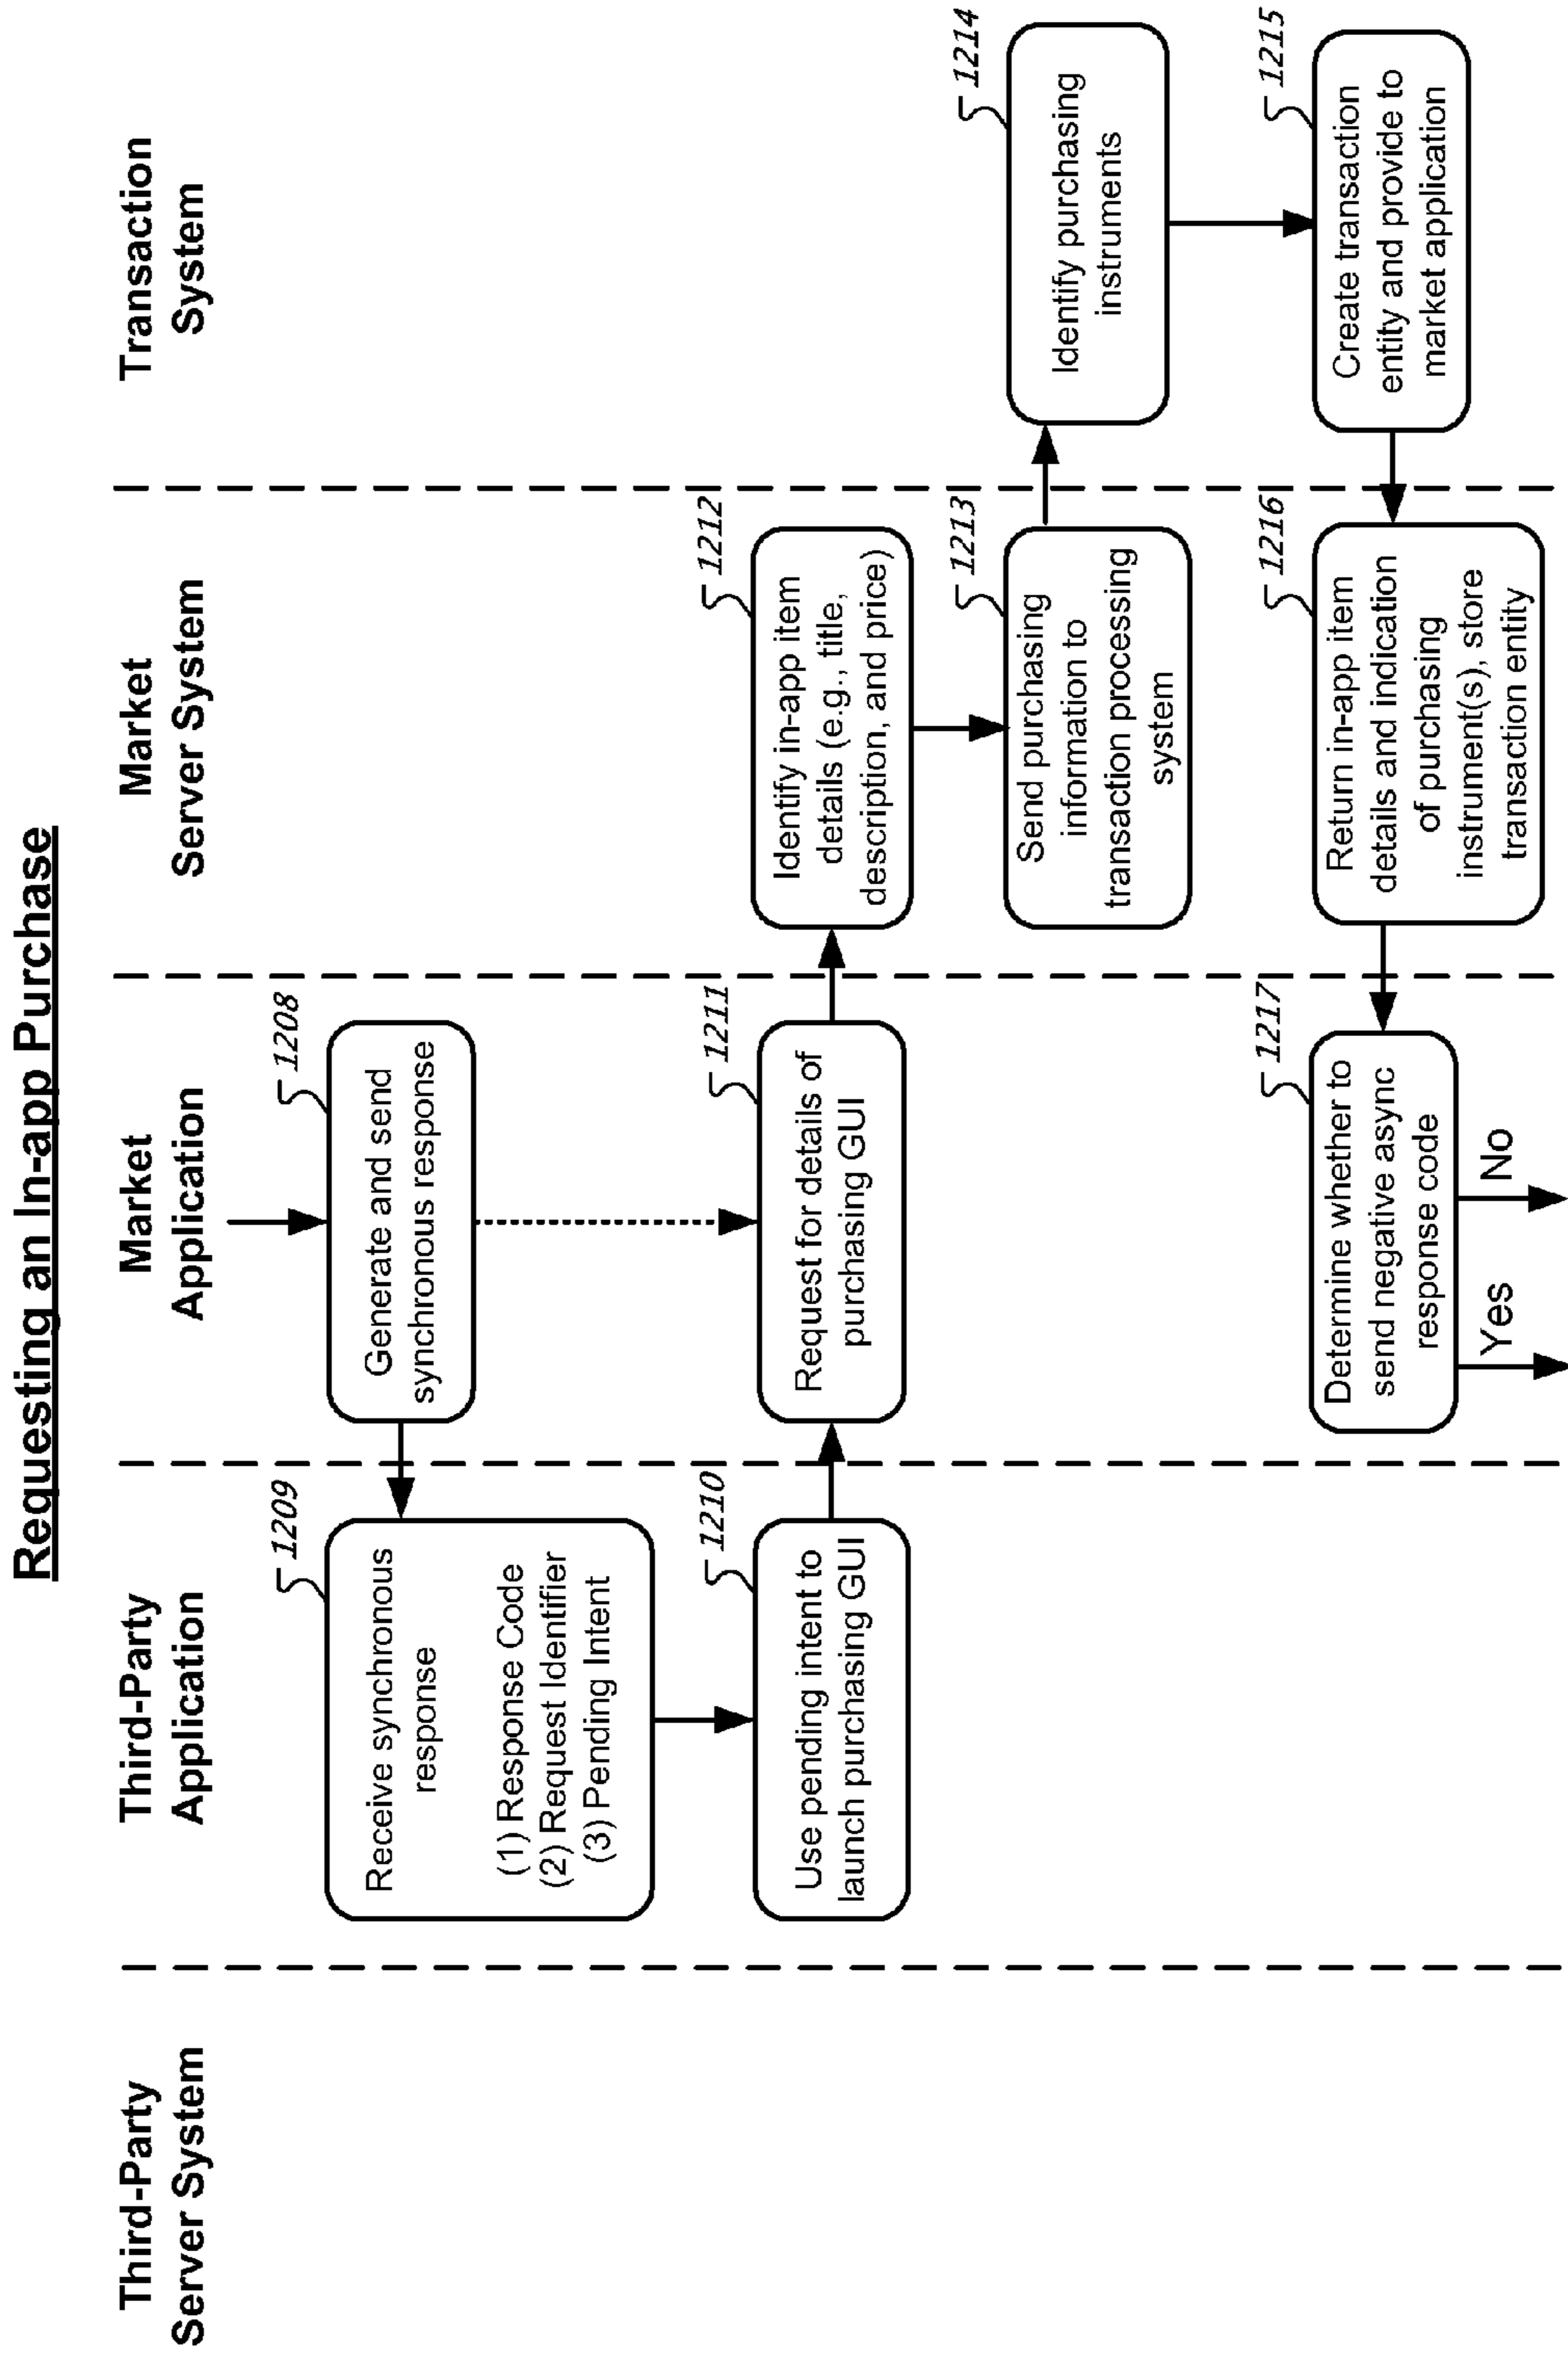 Requesting an In-app Purchase
Third-Party
Server System
Third-Party
Application
Market
Application
Market
Server System
Transaction
System
1208
Generate and send
synchronous response
1209
Receive synchronous
response
(1) Response Code
(2) Request Identifier
(3) Pending Intent
1210
Use pending intent to
launch purchasing GUI
1211
Request for details of
purchasing GUI
1212
Identify in-app item
details (e.g., title,
description, and price)
1213
Send purchasing
information to
transaction processing
system
1214
Identify purchasing
instruments
1215
Create transaction
entity and provide to
market application
1216
Return in-app item
details and indication
of purchasing
instrument(s), store
transaction entity
1217
Determine whether to
send negative async
response code
Yes
No